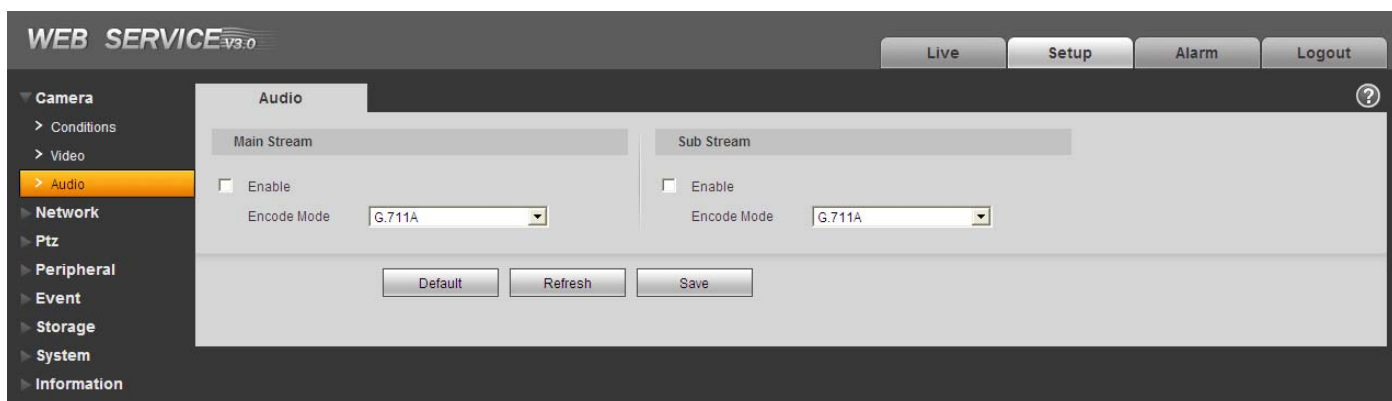 WEB SERVICE V3.0
Live
Setup
Alarm
Logout
Camera
> Conditions
> Video
> Audio
Network
Ptz
Peripheral
Event
Storage
System
Information
Audio
?
Main Stream
Enable
Encode Mode G.711A
Sub Stream
Enable
Encode Mode G.711A
Default
Refresh
Save